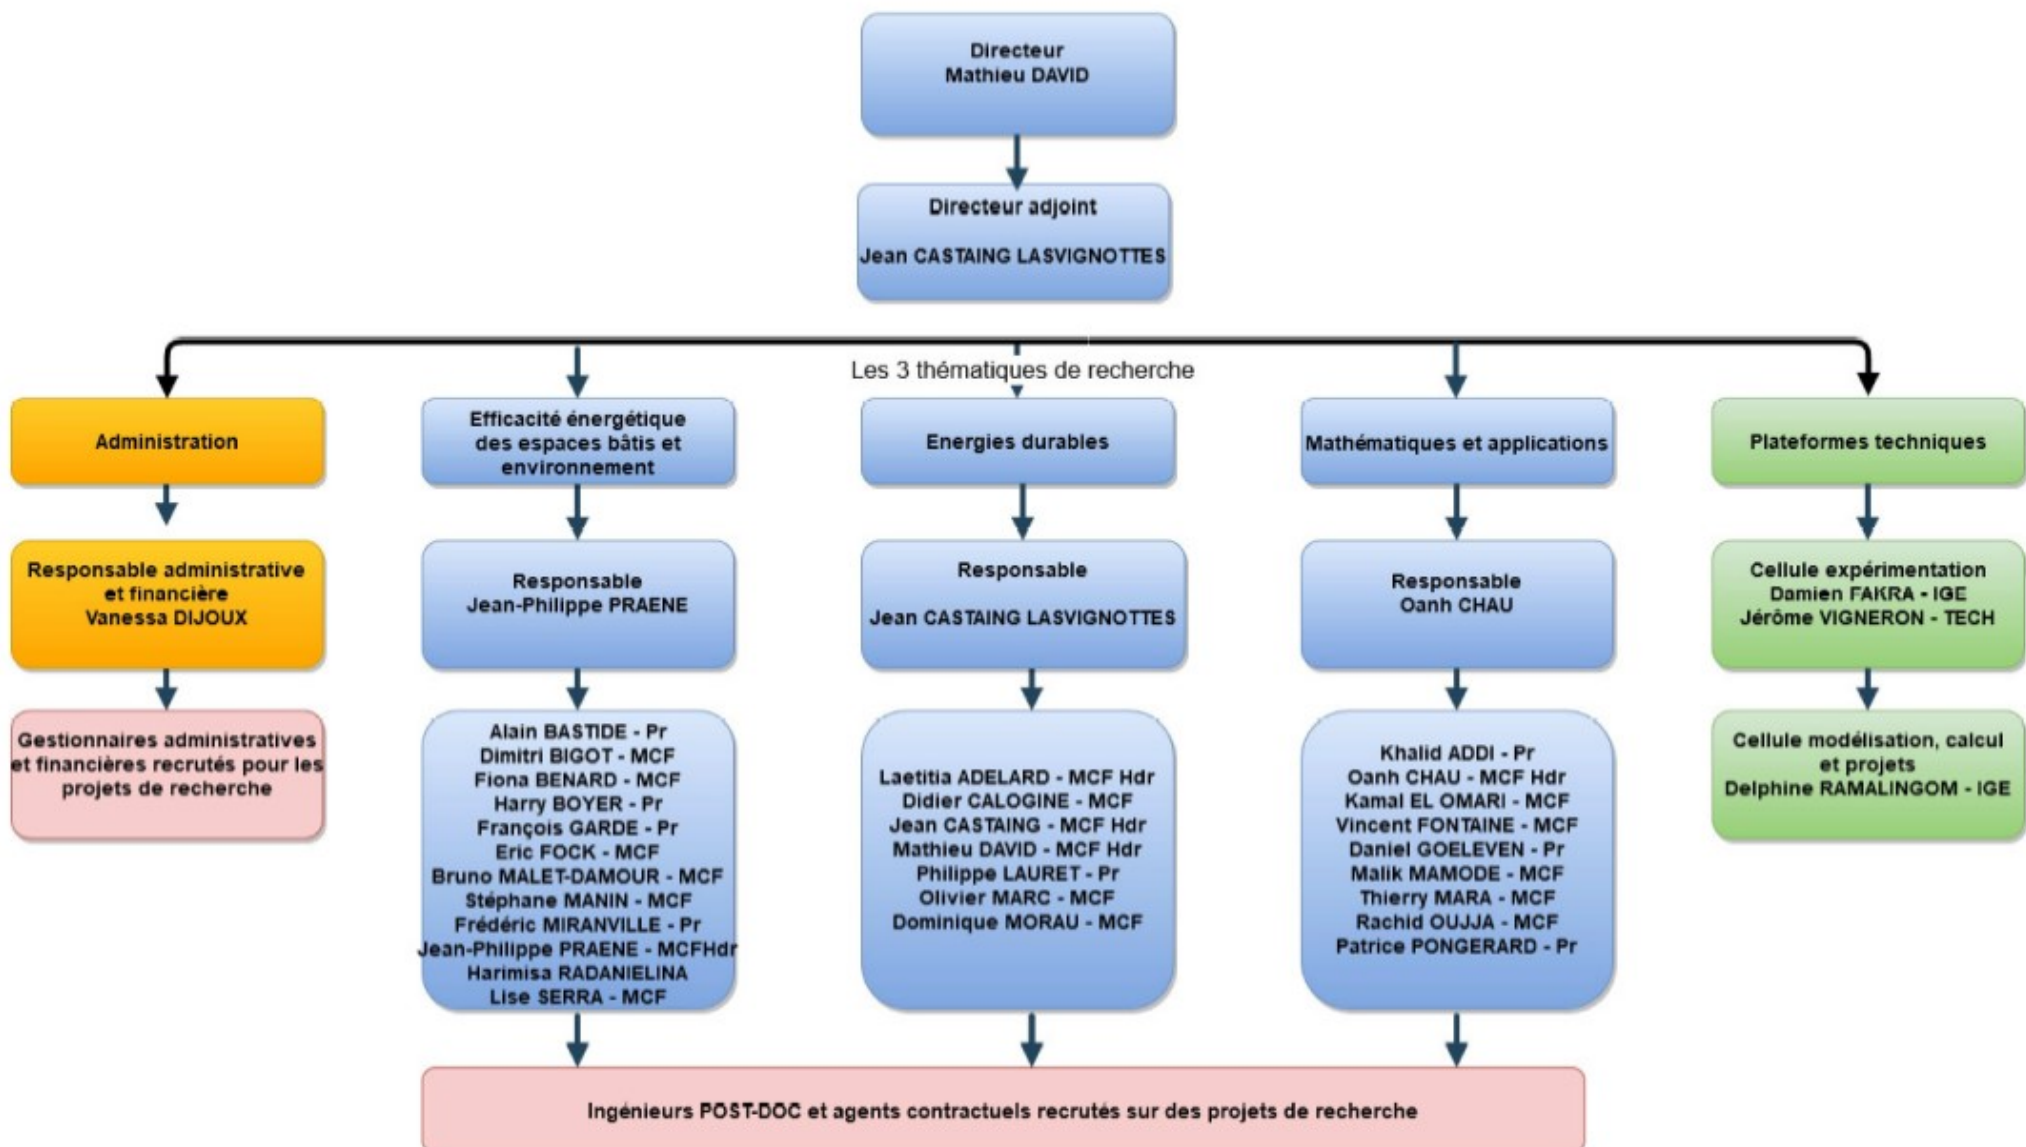 Directeur
Mathieu DAVID
Directeur adjoint
Jean CASTAING LASVIGNOTTES
Les 3 thématiques de recherche
Administration
Responsable administrative
et financière
Vanessa DIJOUX
Gestionnaires administratives
et financières recrutés pour les
projets de recherche
Efficacité énergétique
des espaces bâtis et
environnement
Responsable
Jean-Philippe PRAENE
Alain BASTIDE - Pr
Dimitri BIGOT - MCF
Fiona BENARD - MCF
Harry BOYER - Pr
François GARDE - Pr
Eric FOCK - MCF
Bruno MALET-DAMOUR - MCF
Stéphane MANIN - MCF
Frédéric MIRANVILLE - Pr
Jean-Philippe PRAENE - MCFHdr
Harimisa RADANIELINA
Lise SERRA - MCF
Energies durables
Responsable
Jean CASTAING LASVIGNOTTES
Laetitia ADELARD - MCF Hdr
Didier CALOGINE - MCF
Jean CASTAING - MCF Hdr
Mathieu DAVID - MCF Hdr
Philippe LAURET - Pr
Olivier MARC - MCF
Dominique MORAU - MCF
Mathématiques et applications
Responsable
Oanh CHAU
Khalid ADDI - Pr
Oanh CHAU - MCF Hdr
Kamal EL OMARI - MCF
Vincent FONTAINE - MCF
Daniel GOELEVEN - Pr
Malik MAMODE - MCF
Thierry MARA - MCF
Rachid OUJJA - MCF
Patrice PONGERARD - Pr
Plateformes techniques
Cellule expérimentation
Damien FAKRA - IGE
Jérôme VIGNERON - TECH
Cellule modélisation, calcul
et projets
Delphine RAMALINGOM - IGE
Ingénieurs POST-DOC et agents contractuels recrutés sur des projets de recherche